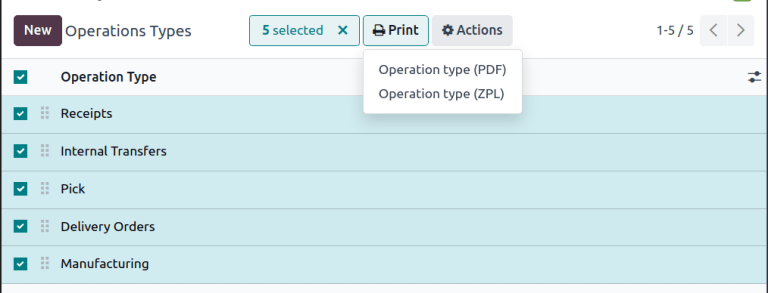 New Operations Types 5 selected × Print Actions 1-5 / 5
Operation type (PDF)
Operation type (ZPL)
Operation Type
Receipts
Internal Transfers
Pick
Delivery Orders
Manufacturing